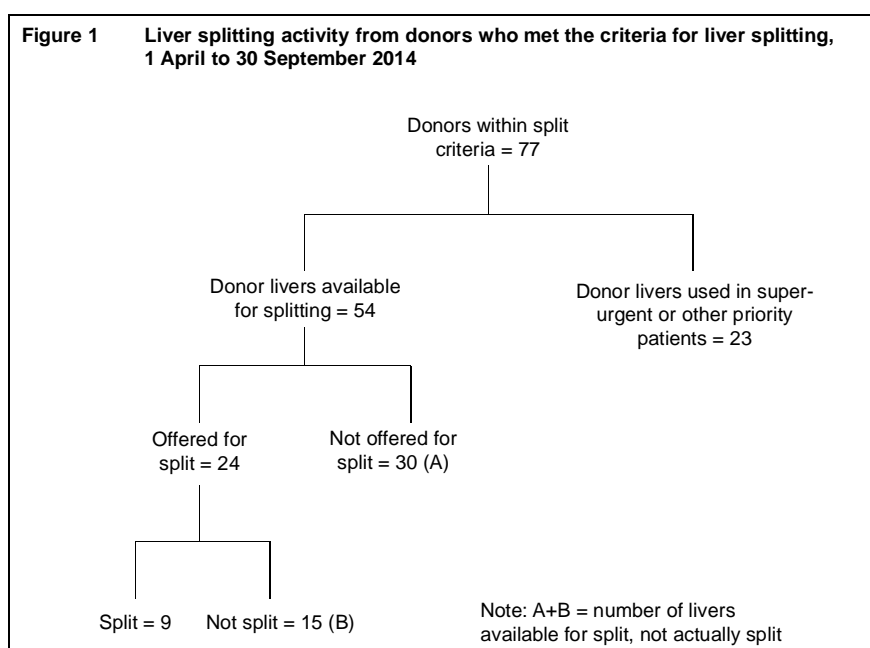 Figure 1 Liver splitting activity from donors who met the criteria for liver splitting,
1 April to 30 September 2014
Donors within split
criteria = 77
Donor livers available
for splitting = 54
Donor livers used in super-
urgent or other priority
patients = 23
Offered for
split = 24
Not offered for
split = 30 (A)
Split = 9
Not split = 15 (B)
Note: A+B = number of livers
available for split, not actually split